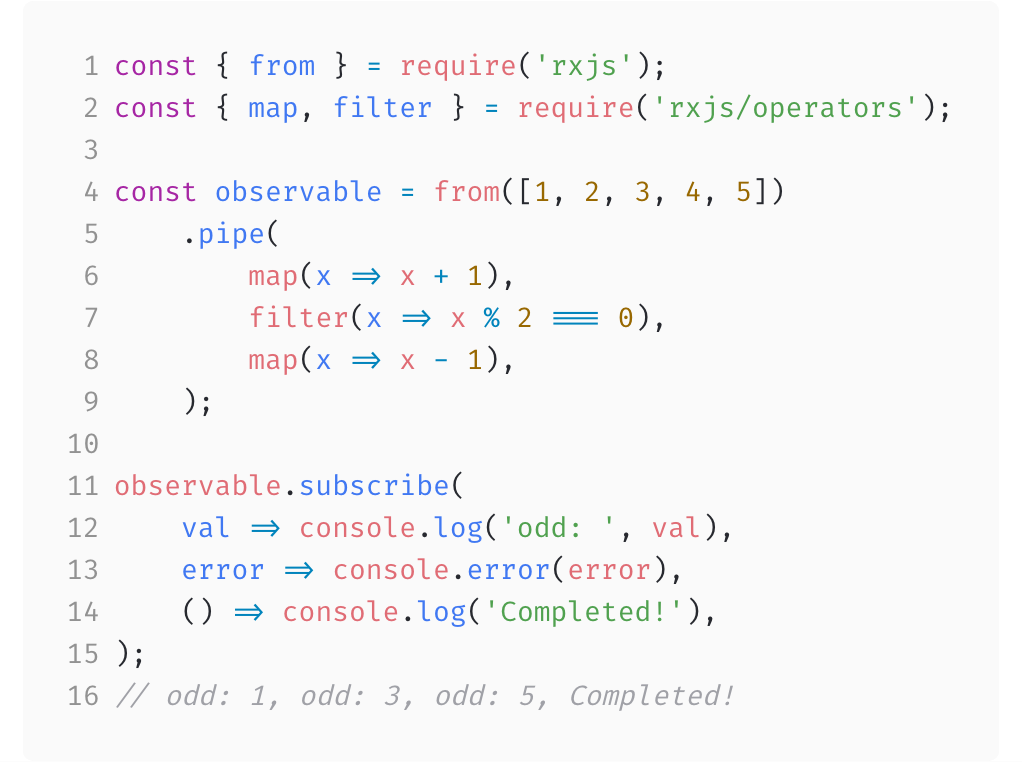 1 const { from } = require('rxjs');
2 const { map, filter } = require('rxjs/operators');
3
4 const observable = from([1, 2, 3, 4, 5])
5     .pipe(
6         map(x => x + 1),
7         filter(x => x % 2 === 0),
8         map(x => x - 1),
9     );
10
11 observable.subscribe(
12     val => console.log('odd: ', val),
13     error => console.error(error),
14     () => console.log('Completed!'),
15 );
16 // odd: 1, odd: 3, odd: 5, Completed!